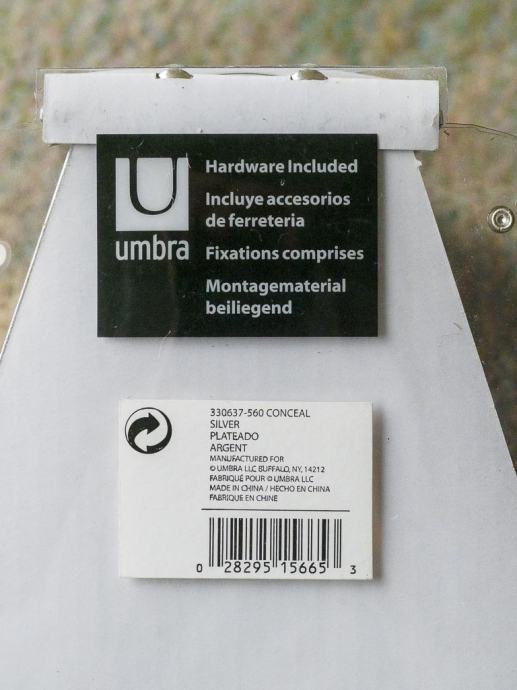 U
umbra
Hardware Included
Incluye accesorios
de ferreteria
Fixations comprises
Montagematerial
beiliegend
330637-560 CONCEAL
SILVER
PLATEADO
ARGENT
MANUFACTURED FOR
© UMBRA LLC BUFFALO, NY, 14212
FABRIQUÉ POUR © UMBRA LLC
MADE IN CHINA / HECHO EN CHINA
FABRIQUE EN CHINE
0 28295 15665 3